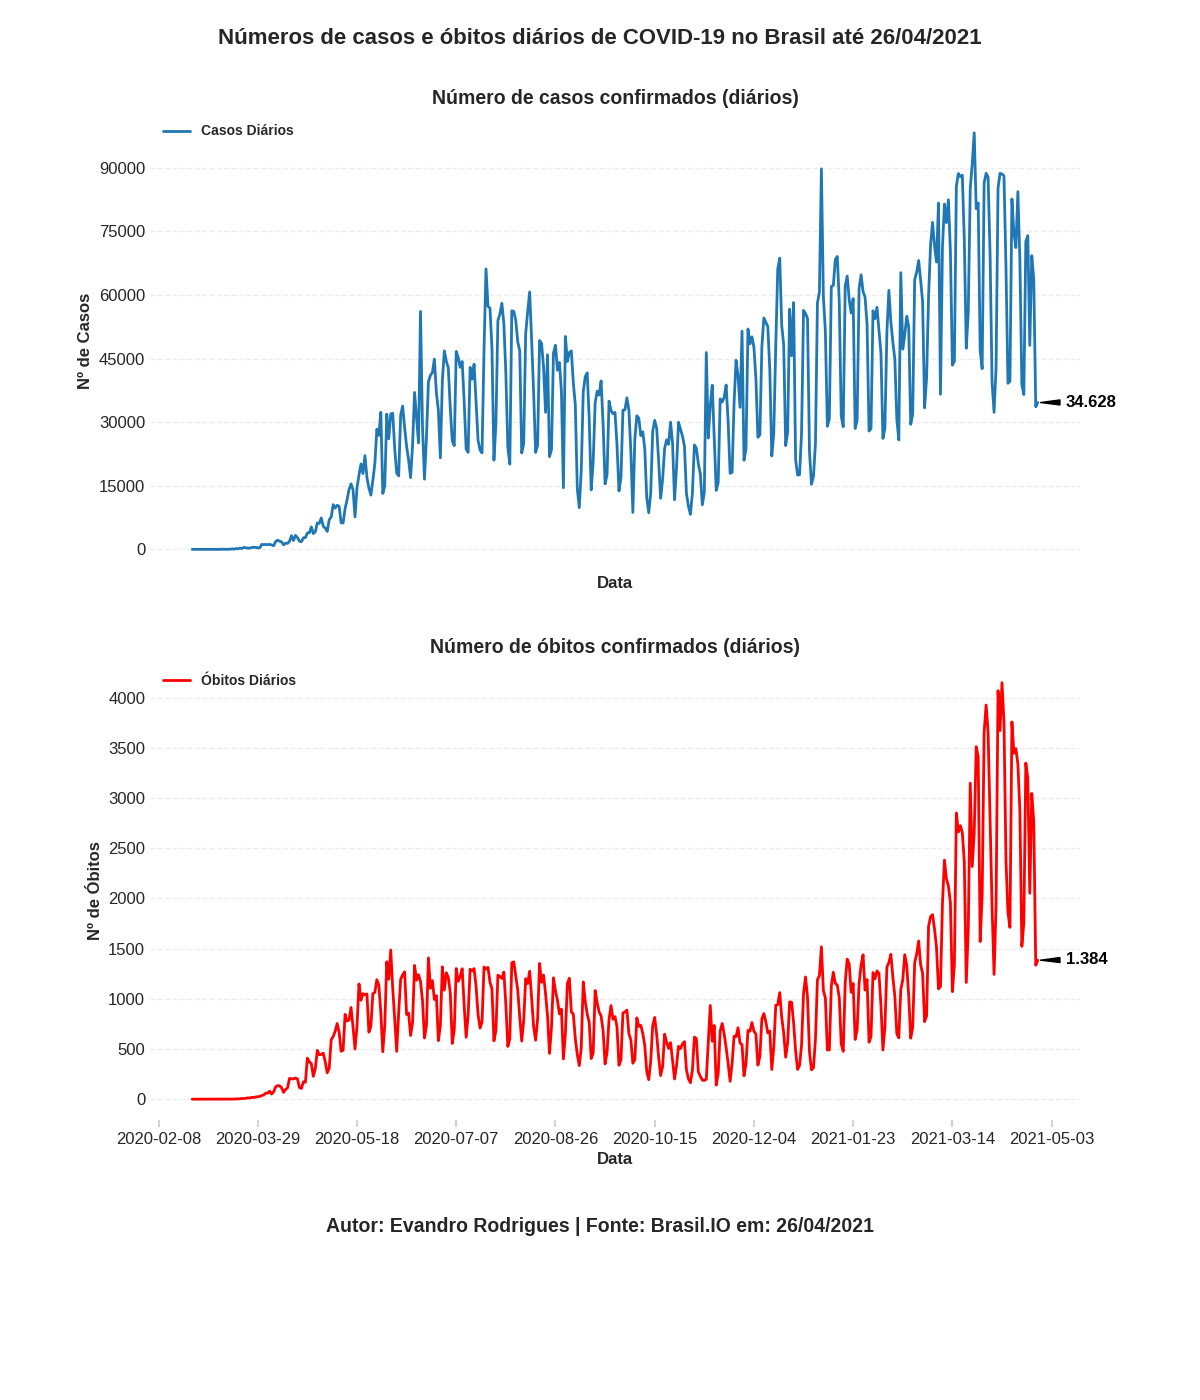 Números de casos e óbitos diários de COVID-19 no Brasil até 26/04/2021
Número de casos confirmados (diários)
Casos Diários
90000
75000
60000
45000
30000
15000
0
Nº de Casos
34.628
Data
Número de óbitos confirmados (diários)
Óbitos Diários
4000
3500
3000
2500
2000
1500
1000
500
0
Nº de Óbitos
1.384
2020-02-08 2020-03-29 2020-05-18 2020-07-07 2020-08-26 2020-10-15 2020-12-04 2021-01-23 2021-03-14 2021-05-03
Data
Autor: Evandro Rodrigues | Fonte: Brasil.IO em: 26/04/2021